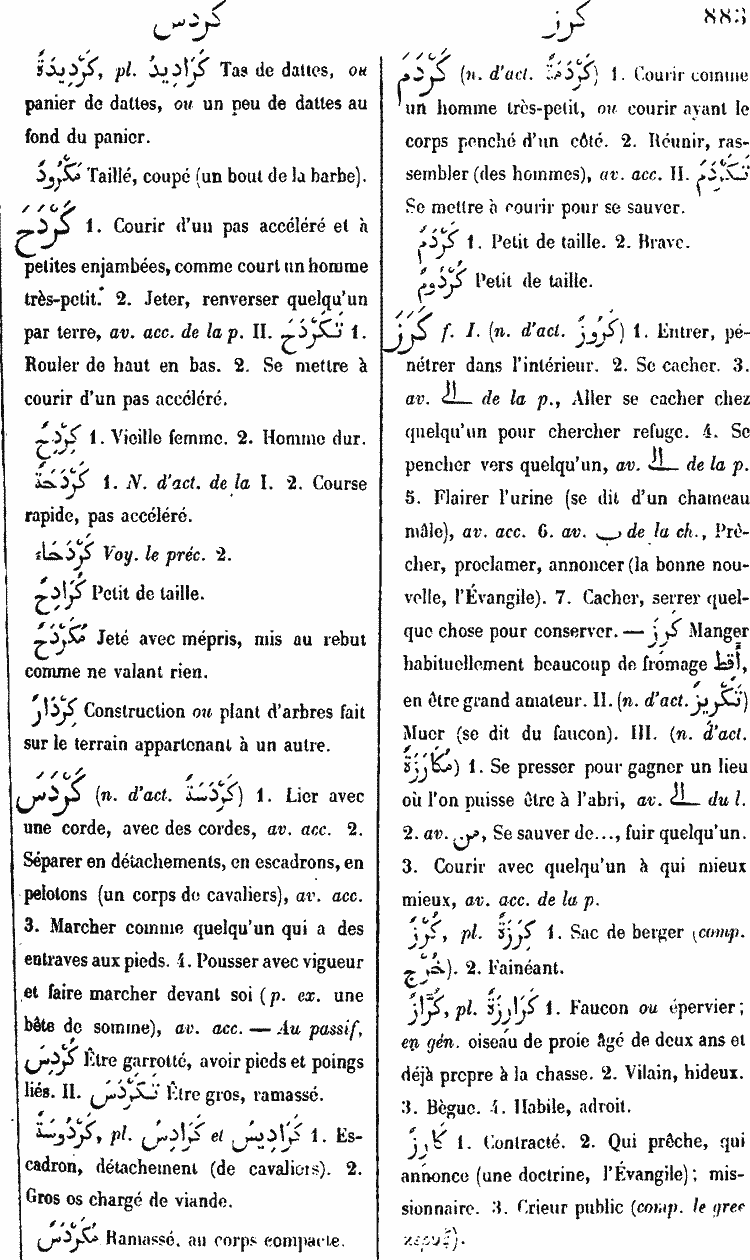 كردس كرز 883
كَرْدِيدَةٌ, pl. كَرَادِيدُ Tas de dattes, ou
panier de dattes, ou un peu de dattes au
fond du panier.
مَكْرُودٌ Taillé, coupé (un bout de la barbe).
كَرْدَحَ 1. Courir d'un pas accéléré et à
petites enjambées, comme court un homme
très-petit. 2. Jeter, renverser quelqu'un
par terre, av. acc. de la p. II. تَكَرْدَحَ 1.
Rouler de haut en bas. 2. Se mettre à
courir d'un pas accéléré.
كِرْدِحٌ 1. Vieille femme. 2. Homme dur.
كَرْدَحَةٌ 1. N. d'act. de la I. 2. Course
rapide, pas accéléré.
كَرْدَحَاءُ Voy. le préc. 2.
كُرَادِحٌ Petit de taille.
مُكَرْدَحٌ Jeté avec mépris, mis au rebut
comme ne valant rien.
كِرْدَارٌ Construction ou plant d'arbres fait
sur le terrain appartenant à un autre.
كَرْدَسَ (n. d'act. كَرْدَسَةٌ) 1. Lier avec
une corde, avec des cordes, av. acc. 2.
Séparer en détachements, en escadrons, en
pelotons (un corps de cavaliers), av. acc.
3. Marcher comme quelqu'un qui a des
entraves aux pieds. 4. Pousser avec vigueur
et faire marcher devant soi (p. ex. une
bête de somme), av. acc. — Au passif,
كُرْدِسَ Être garrotté, avoir pieds et poings
liés. II. تَكَرْدَسَ Être gros, ramassé.
كُرْدُوسَةٌ, pl. كَرَادِسُ et كَرَادِيسُ 1. Es-
cadron, détachement (de cavaliers). 2.
Gros os chargé de viande.
مُكَرْدَسٌ Ramassé, au corps compacte.
كَرْدَمَ (n. d'act. كَرْدَمَةٌ) 1. Courir comme
un homme très-petit, ou courir ayant le
corps penché d'un côté. 2. Réunir, ras-
sembler (des hommes), av. acc. II. تَكَرْدَمَ
Se mettre à courir pour se sauver.
كَرْدَمٌ 1. Petit de taille. 2. Brave.
كُرْدُومٌ Petit de taille.
كَرَزَ f. I. (n. d'act. كُرُوزٌ) 1. Entrer, pé-
nétrer dans l'intérieur. 2. Se cacher. 3.
av. الى de la p., Aller se cacher chez
quelqu'un pour chercher refuge. 4. Se
pencher vers quelqu'un, av. الى de la p.
5. Flairer l'urine (se dit d'un chameau
mâle), av. acc. 6. av. ب de la ch., Prê-
cher, proclamer, annoncer (la bonne nou-
velle, l'Évangile). 7. Cacher, serrer quel-
que chose pour conserver. — كَرِزَ Manger
habituellement beaucoup de fromage أَقِط,
en être grand amateur. II. (n. d'act. تَكْرِيزٌ)
Muer (se dit du faucon). III. (n. d'act.
مُكَارَزَةٌ) 1. Se presser pour gagner un lieu
où l'on puisse être à l'abri, av. الى du l.
2. av. من, Se sauver de..., fuir quelqu'un.
3. Courir avec quelqu'un à qui mieux
mieux, av. acc. de la p.
كُرْزٌ, pl. كِرَزَةٌ 1. Sac de berger (comp.
خُرْج). 2. Fainéant.
كُرَّزٌ, pl. كَرَارِزَةٌ 1. Faucon ou épervier;
en gén. oiseau de proie âgé de deux ans et
déjà propre à la chasse. 2. Vilain, hideux.
3. Bègue. 4. Habile, adroit.
كَارِزٌ 1. Contracté. 2. Qui prêche, qui
annonce (une doctrine, l'Évangile); mis-
sionnaire. 3. Crieur public (comp. le grec
).